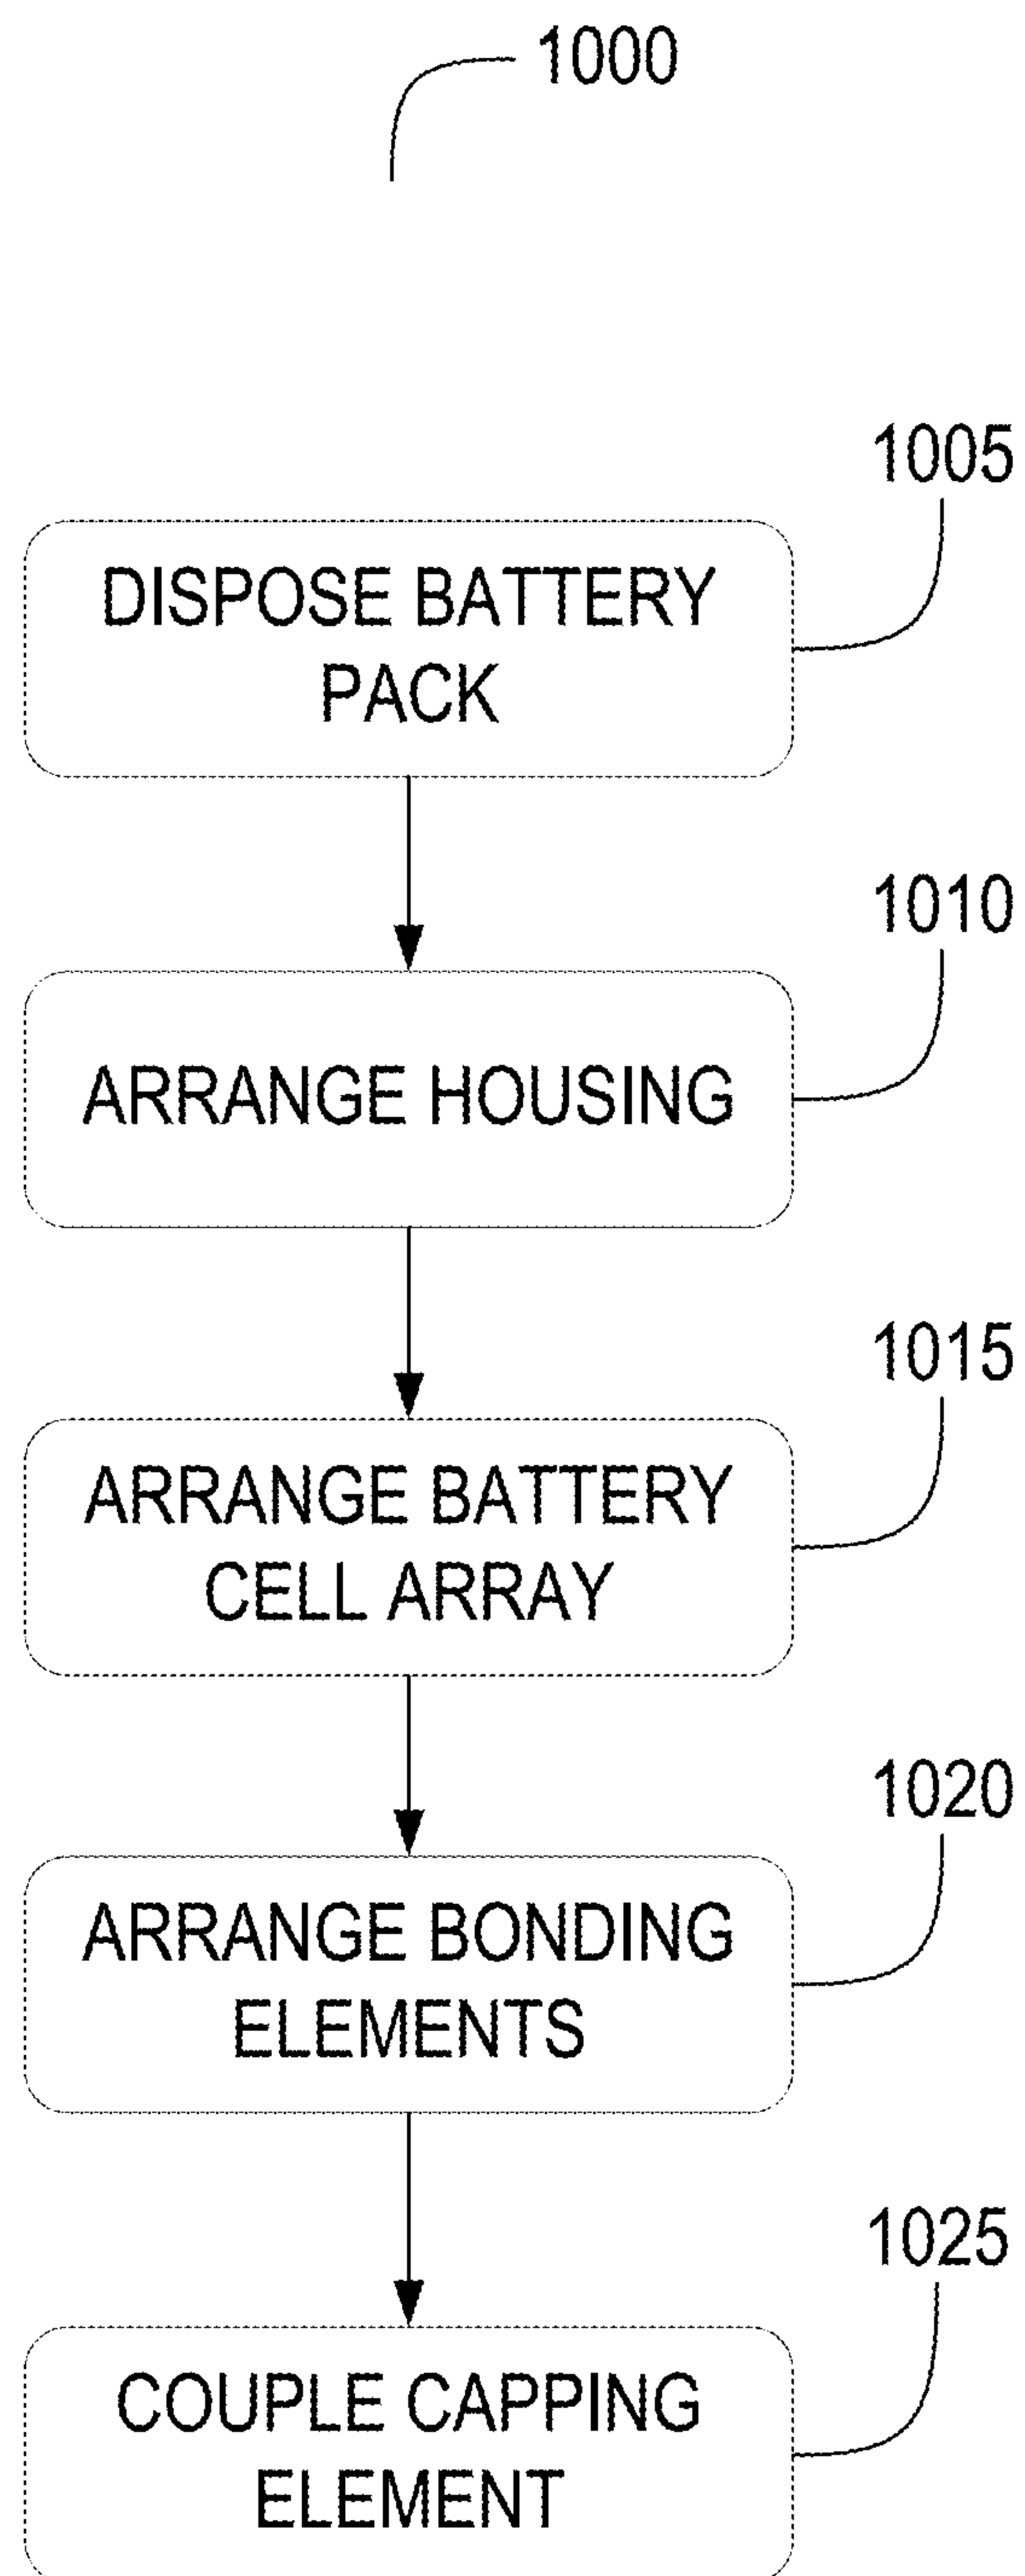 1000
1005
DISPOSE BATTERY
PACK
1010
ARRANGE HOUSING
1015
ARRANGE BATTERY
CELL ARRAY
1020
ARRANGE BONDING
ELEMENTS
1025
COUPLE CAPPING
ELEMENT